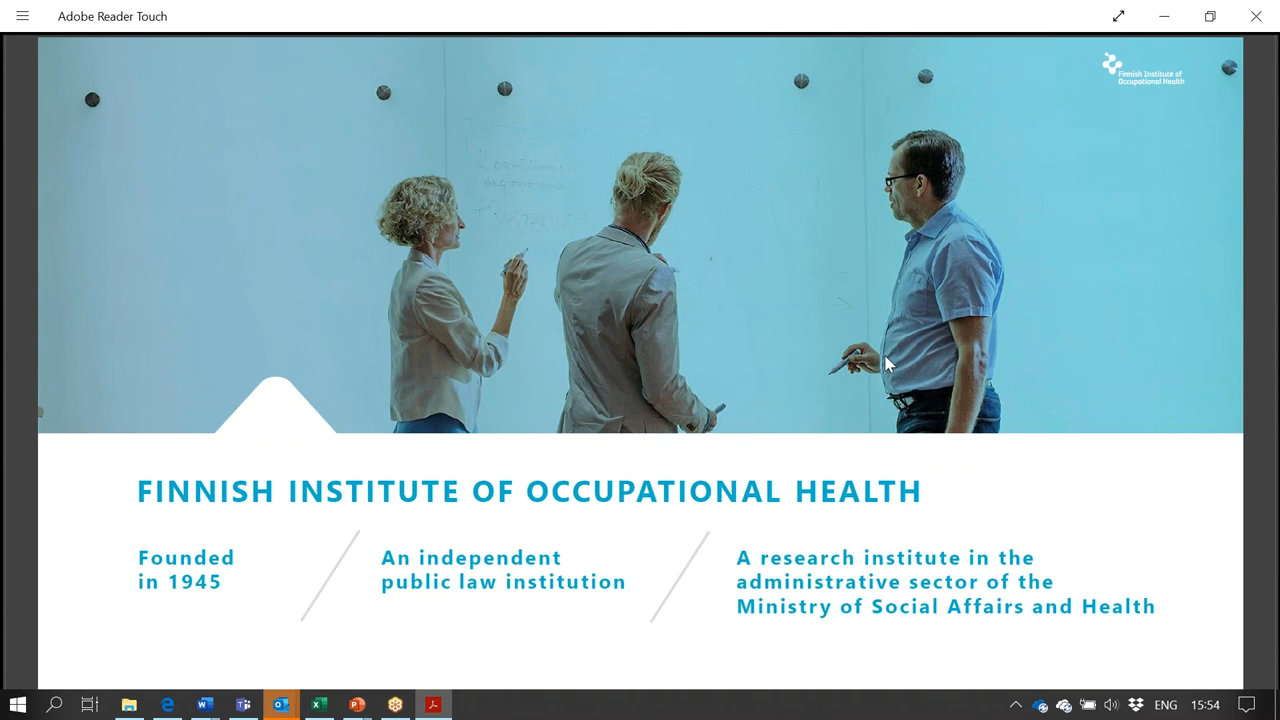 Adobe Reader Touch
Finnish Institute of
Occupational Health
FINNISH INSTITUTE OF OCCUPATIONAL HEALTH
Founded
in 1945
An independent
public law institution
A research institute in the
administrative sector of the
Ministry of Social Affairs and Health
ENG
15:54